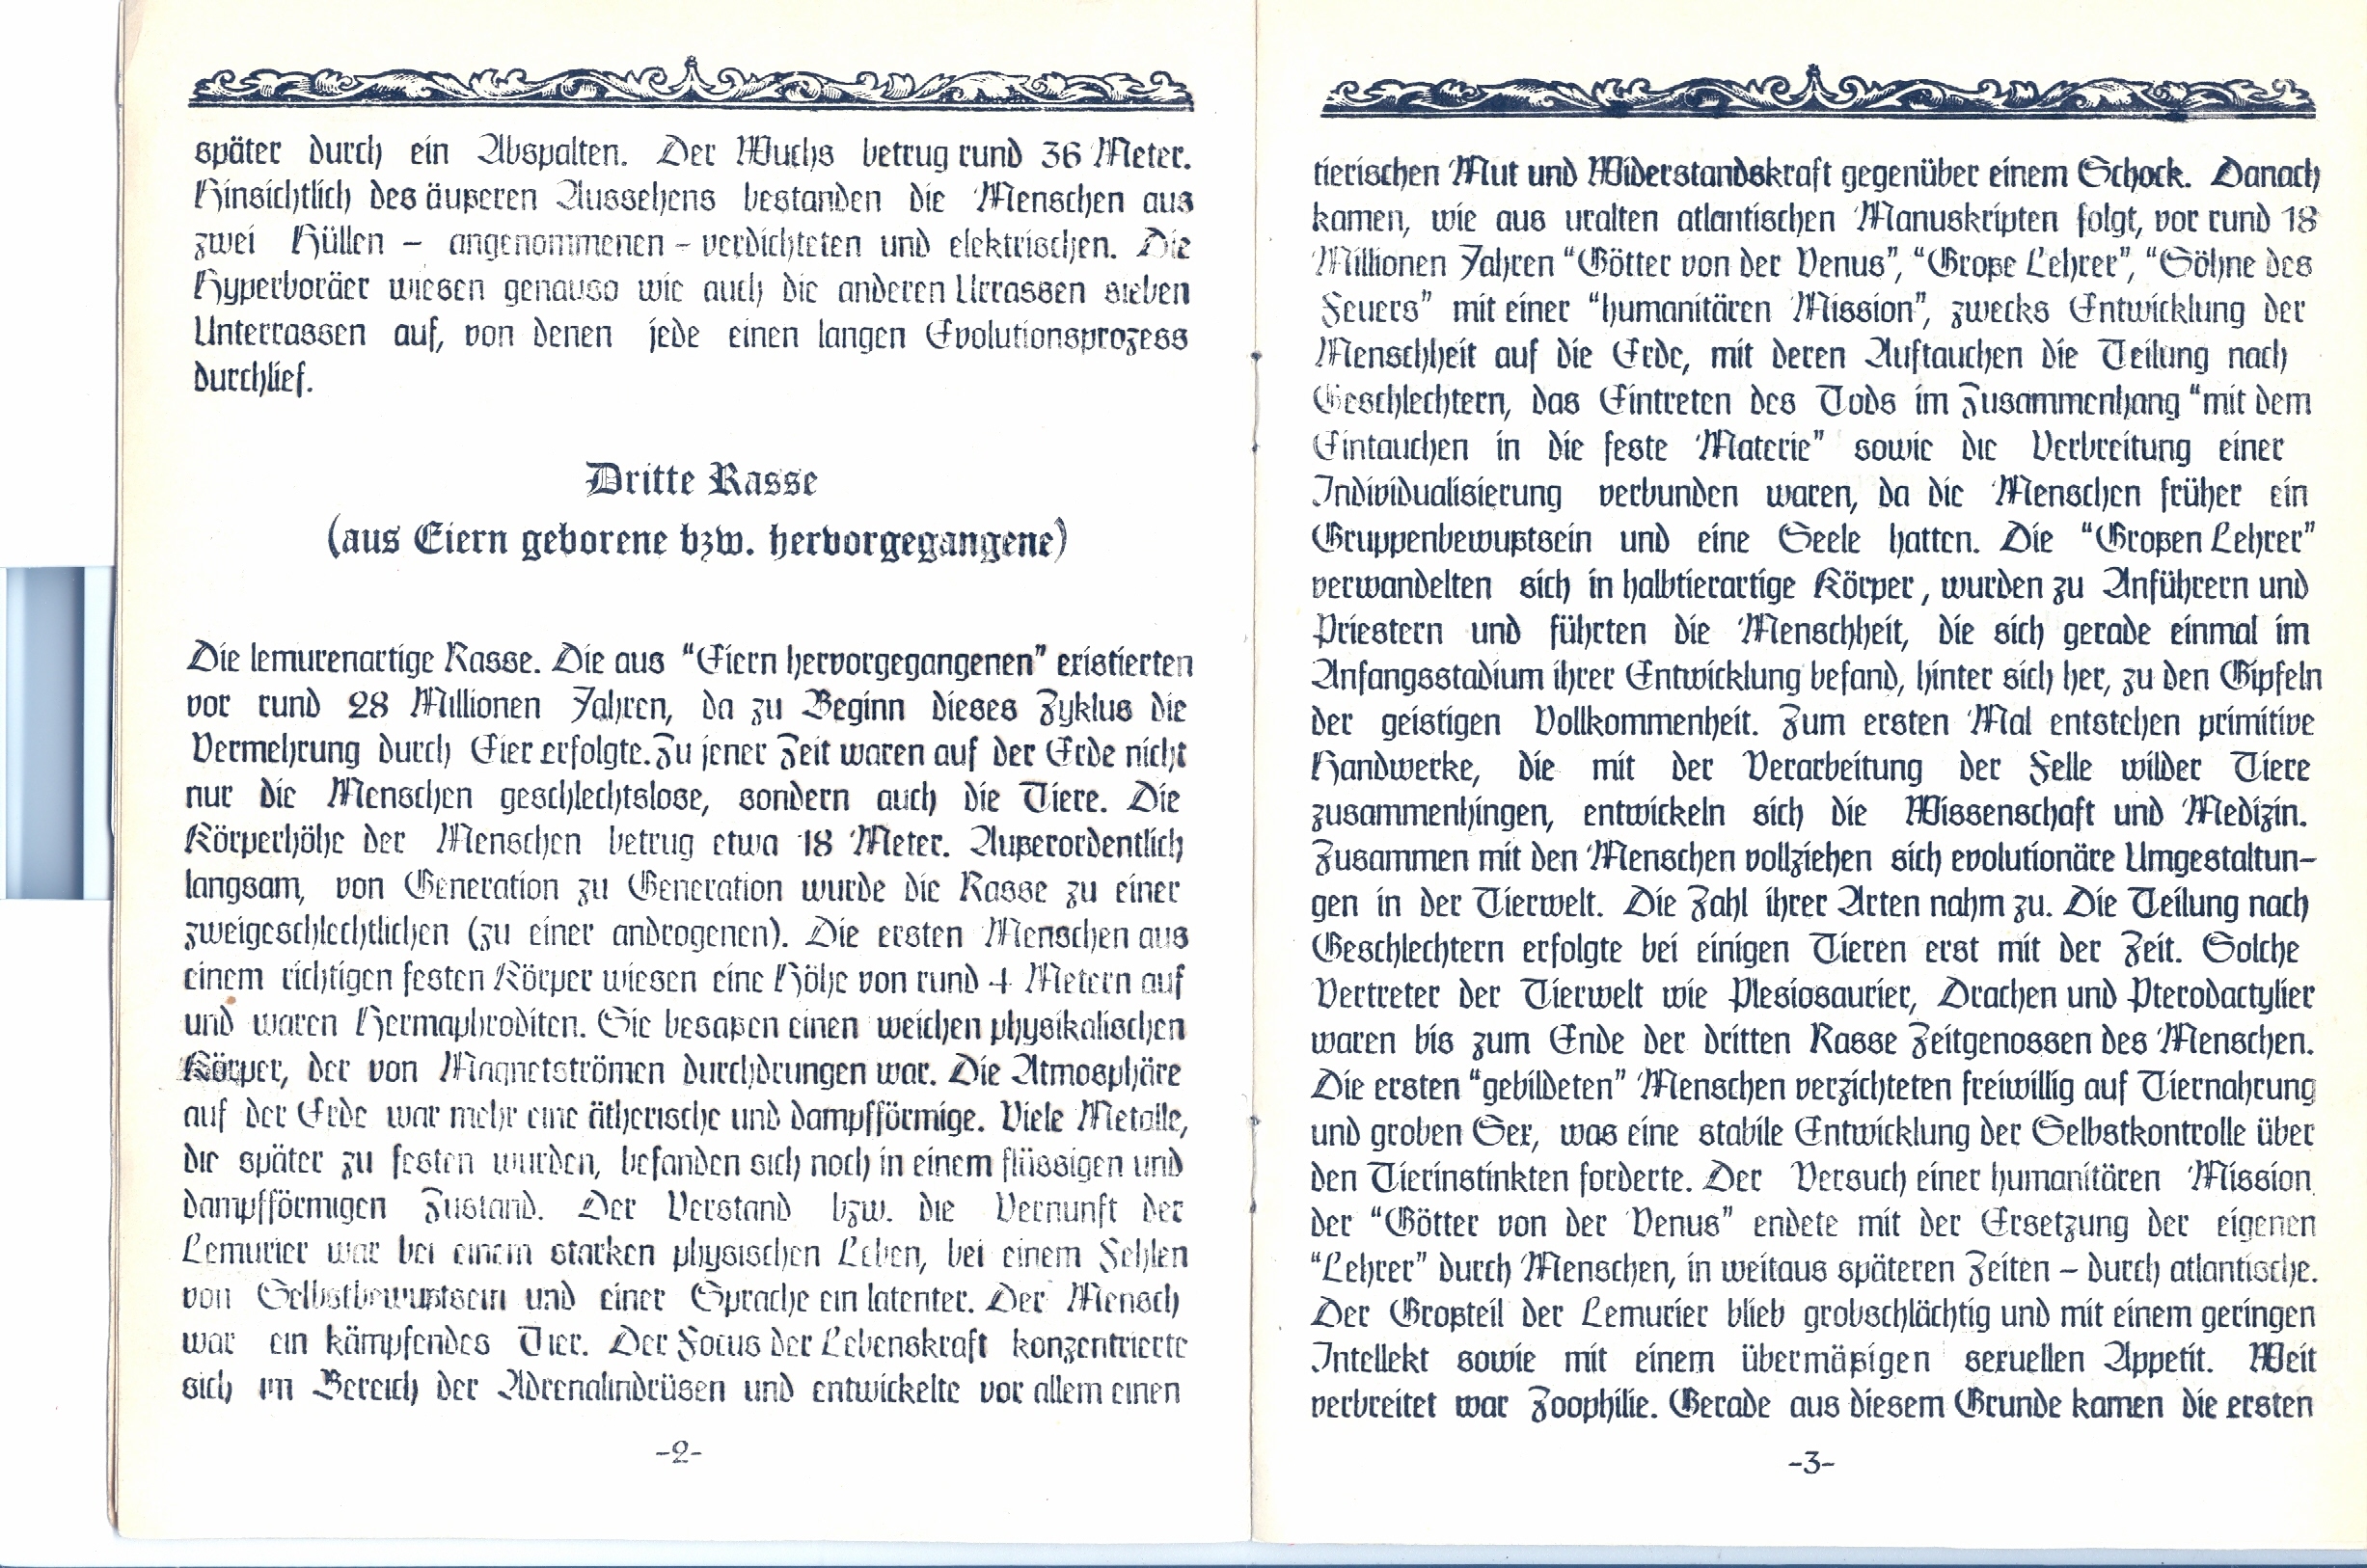 später durch ein Abspalten. Der Wuchs betrug rund 36 Meter.
Hinsichtlich des äußeren Aussehens bestanden die Menschen aus
zwei Hüllen – angenommenen – verdichteten und elektrischen. Die
Hyperboräer wiesen genauso wie auch die anderen Urrassen sieben
Unterrassen auf, von denen jede einen langen Evolutionsprozess
durchlief.
Dritte Rasse
(aus Eiern geborene bzw. hervorgegangene)
Die lemurenartige Rasse. Die aus “Eiern hervorgegangenen” existierten
vor rund 28 Millionen Jahren, da zu Beginn dieses Zyklus die
Vermehrung durch Eier erfolgte. Zu jener Zeit waren auf der Erde nicht
nur die Menschen geschlechtslose, sondern auch die Tiere. Die
Körperhöhe der Menschen betrug etwa 18 Meter. Außerordentlich
langsam, von Generation zu Generation wurde die Rasse zu einer
zweigeschlechtlichen (zu einer androgenen). Die ersten Menschen aus
einem richtigen festen Körper wiesen eine Höhe von rund 4 Metern auf
und waren Hermaphroditen. Sie besaßen einen weichen physikalischen
Körper, der von Magnetströmen durchdrungen war. Die Atmosphäre
auf der Erde war mehr eine ätherische und dampfförmige. Viele Metalle,
die später zu festen wurden, befanden sich noch in einem flüssigen und
dampfförmigen Zustand. Der Verstand bzw. die Vernunft der
Lemurier war bei einem starken physischen Leben, bei einem Fehlen
von Selbstbewußtsein und einer Sprache ein latenter. Der Mensch
war ein kämpfendes Tier. Der Focus der Lebenskraft konzentrierte
sich im Bereich der Adrenalindrüsen und entwickelte vor allem einen
-2-
tierischen Mut und Widerstandskraft gegenüber einem Schock. Danach
kamen, wie aus uralten atlantischen Manuskripten folgt, vor rund 18
Millionen Jahren “Götter von der Venus”, “Große Lehrer”, “Söhne des
Feuers” mit einer “humanitären Mission”, zwecks Entwicklung der
Menschheit auf die Erde, mit deren Auftauchen die Teilung nach
Geschlechtern, das Eintreten des Tods im Zusammenhang “mit dem
Eintauchen in die feste Materie” sowie die Verbreitung einer
Individualisierung verbunden waren, da die Menschen früher ein
Gruppenbewußtsein und eine Seele hatten. Die “Großen Lehrer”
verwandelten sich in halbtierartige Körper, wurden zu Anführern und
Priestern und führten die Menschheit, die sich gerade einmal im
Anfangsstadium ihrer Entwicklung befand, hinter sich her, zu den Gipfeln
der geistigen Vollkommenheit. Zum ersten Mal entstehen primitive
Handwerke, die mit der Verarbeitung der Felle wilder Tiere
zusammenhingen, entwickeln sich die Wissenschaft und Medizin.
Zusammen mit den Menschen vollziehen sich evolutionäre Umgestaltun-
gen in der Tierwelt. Die Zahl ihrer Arten nahm zu. Die Teilung nach
Geschlechtern erfolgte bei einigen Tieren erst mit der Zeit. Solche
Vertreter der Tierwelt wie Plesiosaurier, Drachen und Pterodactylier
waren bis zum Ende der dritten Rasse Zeitgenossen des Menschen.
Die ersten “gebildeten” Menschen verzichteten freiwillig auf Tiernahrung
und groben Sex, was eine stabile Entwicklung der Selbstkontrolle über
den Tierinstinkten forderte. Der Versuch einer humanitären Mission
der “Götter von der Venus” endete mit der Ersetzung der eigenen
“Lehrer” durch Menschen, in weitaus späteren Zeiten – durch atlantische.
Der Großteil der Lemurier blieb grobschlächtig und mit einem geringen
Intellekt sowie mit einem übermäßigen sexuellen Appetit. Weit
verbreitet war Zoophilie. Gerade aus diesem Grunde kamen die ersten
-3-